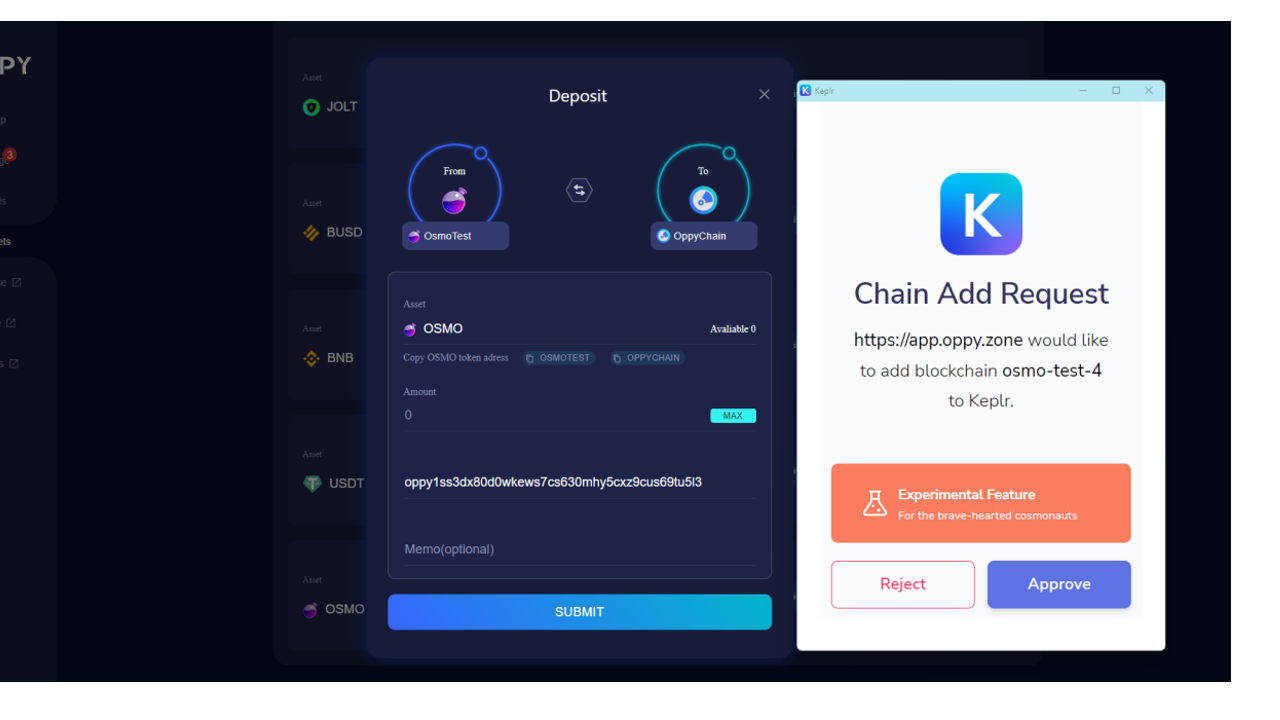 PY
p
3
ts
ets
e
s
Asset
JOLT
Asset
BUSD
Asset
BNB
Asset
USDT
Asset
OSMO
Deposit
From
OsmoTest
To
OppyChain
Asset
OSMO
Avaliable 0
Copy OSMO token adress
OSMOTEST
OPPYCHAIN
Amount
0
MAX
oppy1ss3dx80d0wkews7cs630mhy5cxz9cus69tu5l3
Memo(optional)
SUBMIT
K Keplr
K
Chain Add Request
https://app.oppy.zone would like
to add blockchain osmo-test-4
to Keplr.
Experimental Feature
For the brave-hearted cosmonauts
Reject
Approve